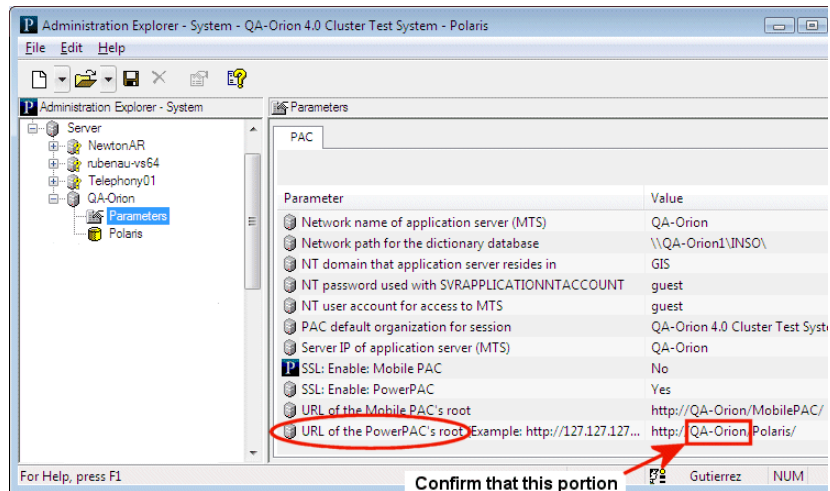 Administration Explorer - System - QA-Orion 4.0 Cluster Test System - Polaris
File Edit Help
Administration Explorer - System
Server
NewtonAR
rubenau-vs64
Telephony01
QA-Orion
Parameters
Polaris
Parameters
PAC
Parameter Value
Network name of application server (MTS) QA-Orion
Network path for the dictionary database \\QA-Orion1\INSO\
NT domain that application server resides in GIS
NT password used with SVRAPPLICATIONNTACCOUNT guest
NT user account for access to MTS guest
PAC default organization for session QA-Orion 4.0 Cluster Test Syst
Server IP of application server (MTS) QA-Orion
SSL: Enable: Mobile PAC No
SSL: Enable: PowerPAC Yes
URL of the Mobile PAC's root http://QA-Orion/MobilePAC/
URL of the PowerPAC's root (Example: http://127.127.127... http://QA-Orion/Polaris/
For Help, press F1
Gutierrez NUM
Confirm that this portion